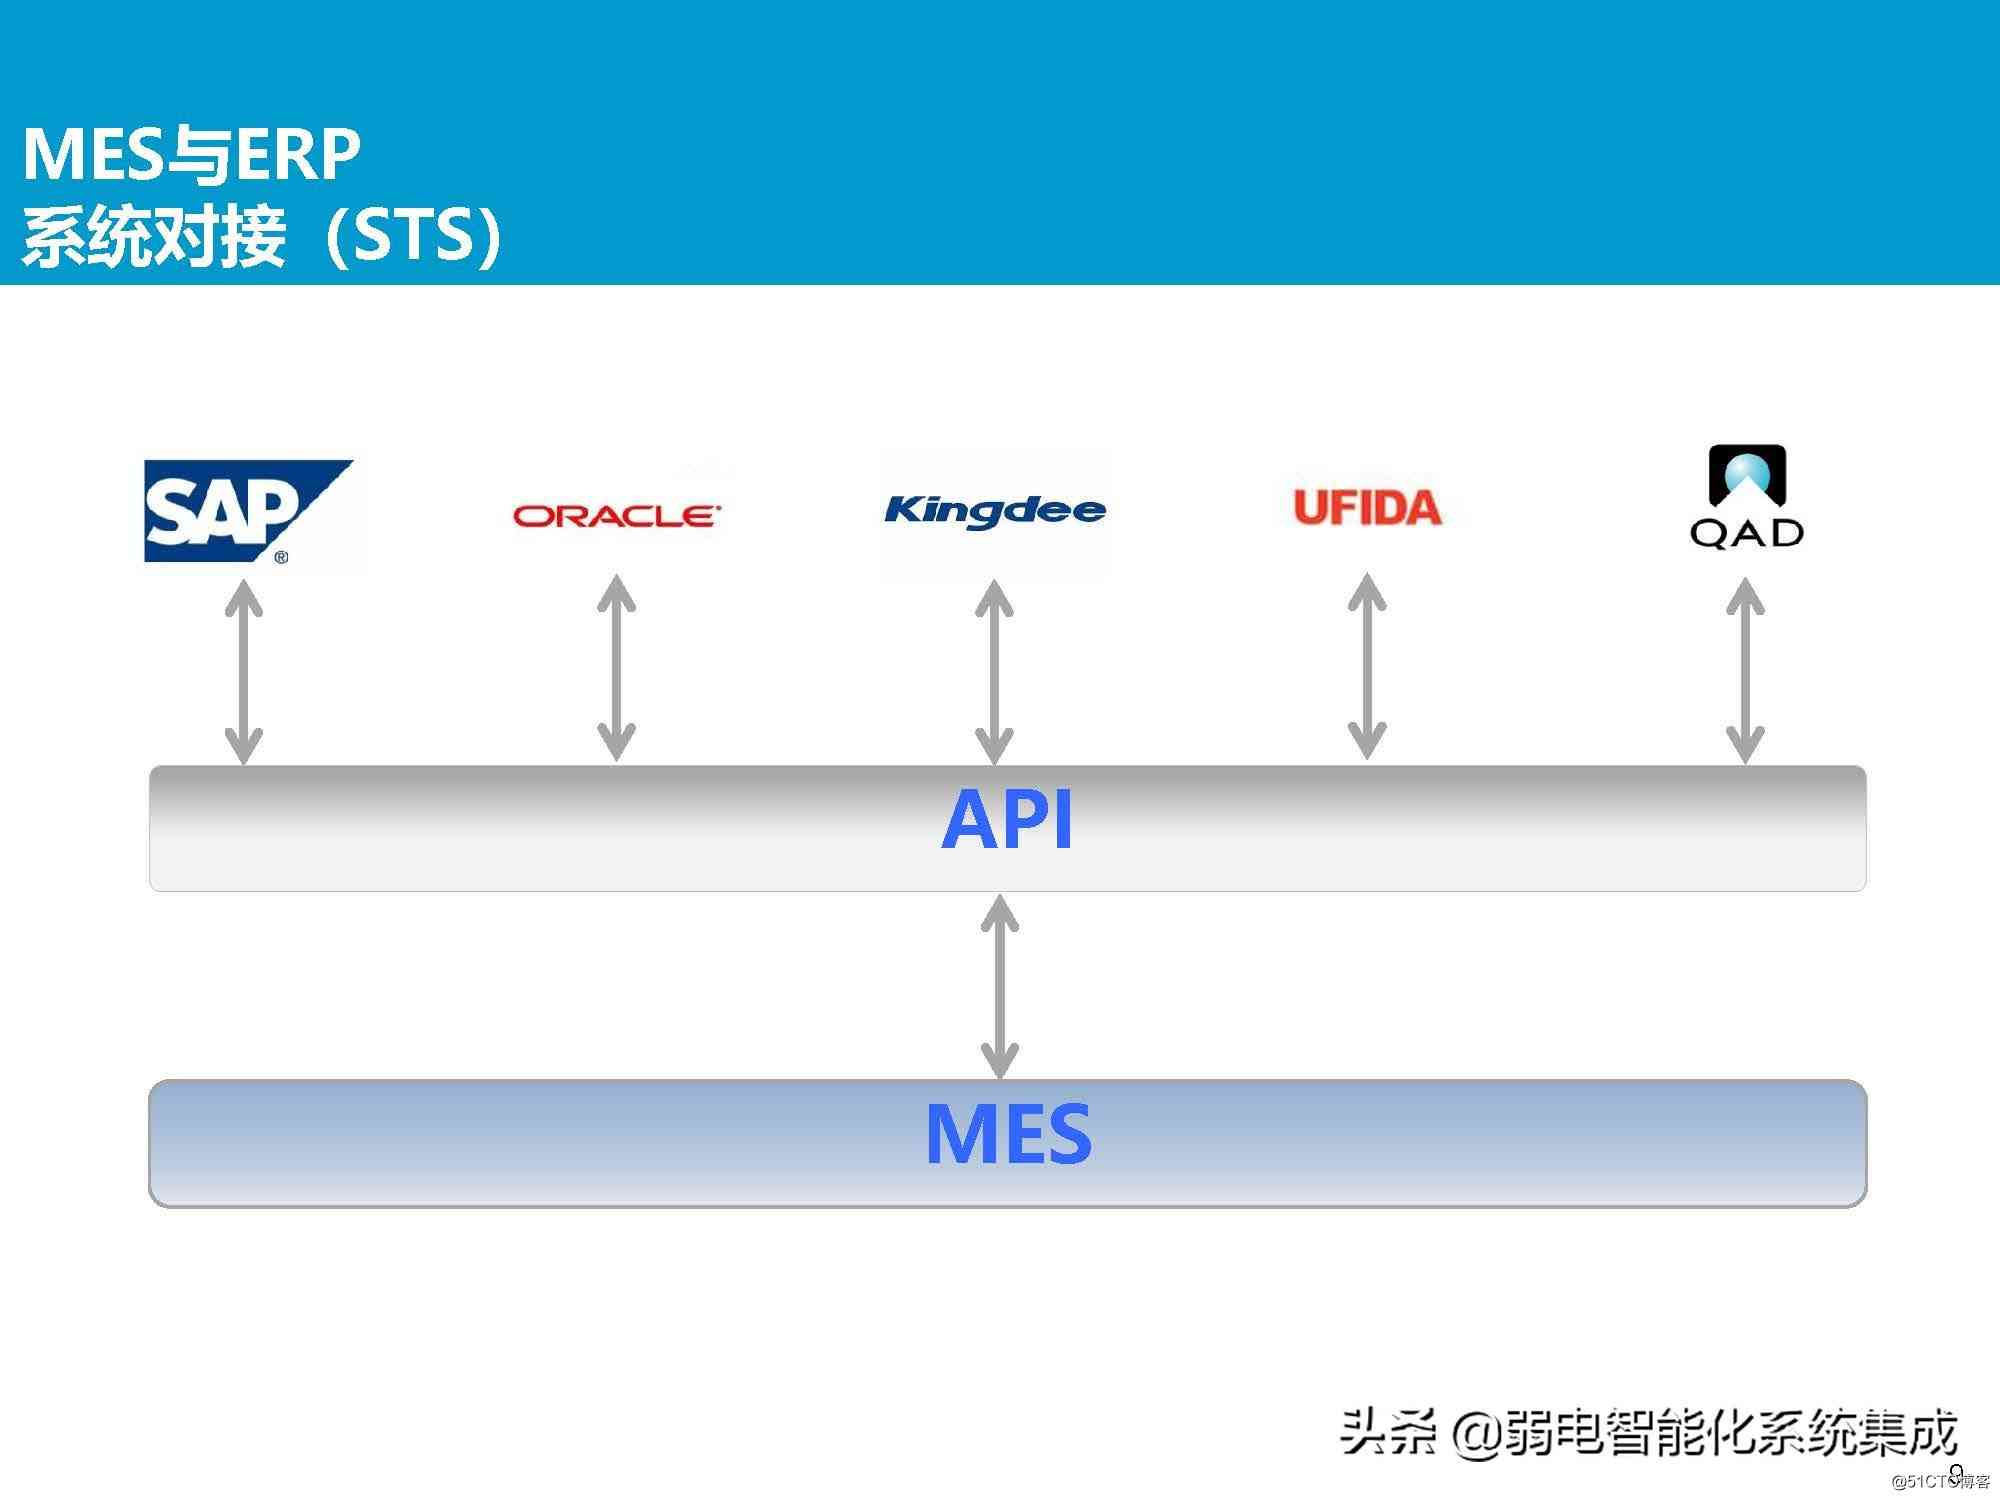 MES与ERP
系统对接（STS）
SAP
®
ORACLE
Kingdee
UFIDA
QAD
API
MES
头条 @弱电智能化系统集成
9
@51CTO博客